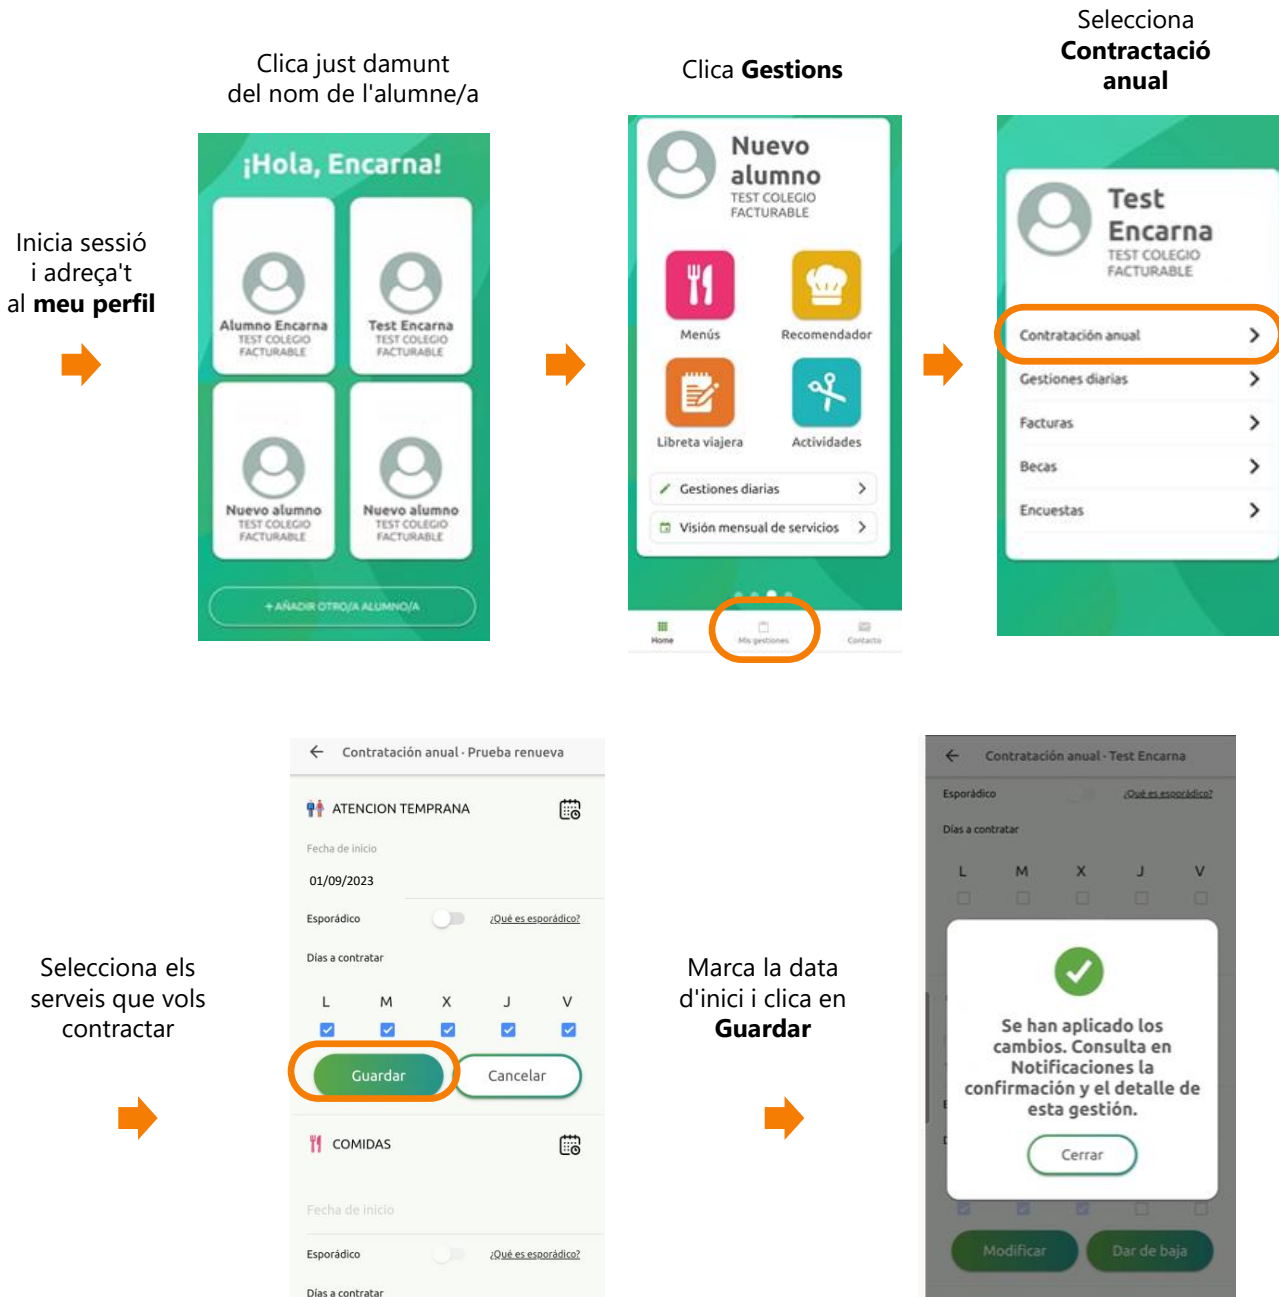 Inicia sessió
i adreça't
al meu perfil
Clica just damunt
del nom de l'alumne/a
¡Hola, Encarna!
Alumno Encarna
TEST COLEGIO
FACTURABLE
Test Encarna
TEST COLEGIO
FACTURABLE
Nuevo alumno
TEST COLEGIO
FACTURABLE
Nuevo alumno
TEST COLEGIO
FACTURABLE
+ AÑADIR OTRO/A ALUMNO/A
Clica Gestions
Nuevo
alumno
TEST COLEGIO
FACTURABLE
Menús
Recomendador
Libreta viajera
Actividades
Gestiones diarias
Visión mensual de servicios
Home
Mis gestiones
Contacto
Selecciona
Contractació
anual
Test
Encarna
TEST COLEGIO
FACTURABLE
Contratación anual
Gestiones diarias
Facturas
Becas
Encuestas
Selecciona els
serveis que vols
contractar
Contratación anual · Prueba renueva
ATENCION TEMPRANA
Fecha de inicio
01/09/2023
Esporádico
¿Qué es esporádico?
Días a contratar
L M X J V
Guardar
Cancelar
COMIDAS
Fecha de inicio
Esporádico
¿Qué es esporádico?
Días a contratar
Marca la data
d'inici i clica en
Guardar
Contratación anual · Test Encarna
Esporádico
¿Qué es esporádico?
Días a contratar
L M X J V
Se han aplicado los
cambios. Consulta en
Notificaciones la
confirmación y el detalle de
esta gestión.
Cerrar
Modificar
Dar de baja